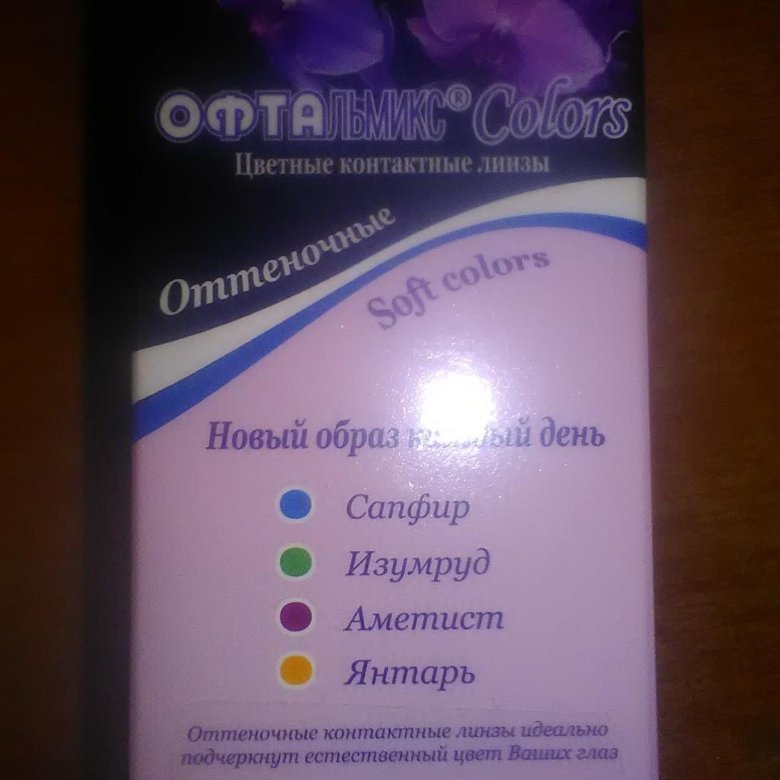 ОФТАЛЬМИКС® Colors
Цветные контактные линзы
Оттеночные
Soft colors
Новый образ день
Сапфир
Изумруд
Аметист
Янтарь
Оттеночные контактные линзы идеально
подчеркнут естественный цвет Ваших глаз